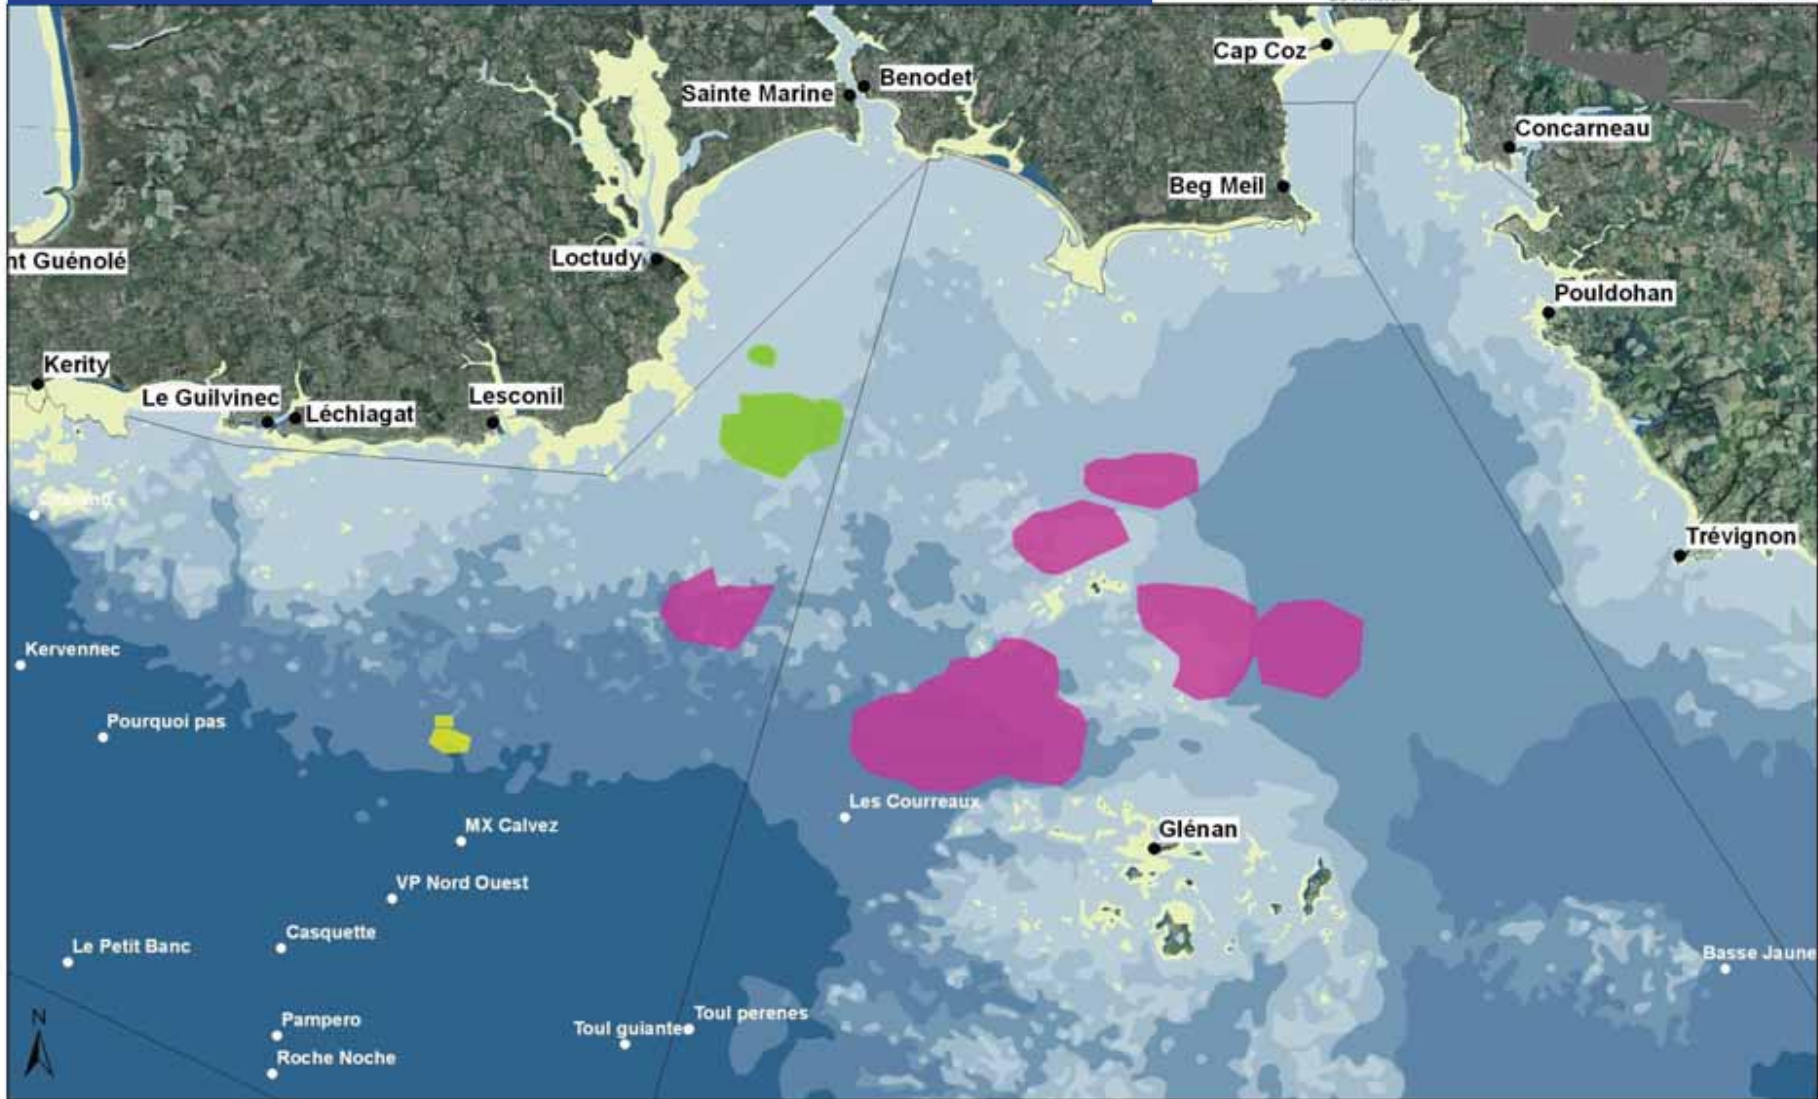 Cap Coz
Benodet
Sainte Marine
Concarneau
Beg Meil
nt Guénolé
Loctudy
Pouldohan
Kerity
Le Guilvinec
Léchiagat
Lesconil
Trévignon
Kervennec
Pourquoi pas
Les Courreaux
MX Calvez
Glénan
VP Nord Ouest
Casquette
Le Petit Banc
Basse Jaune
N
Pampero
Toul guiante
Toul perenes
Roche Noche